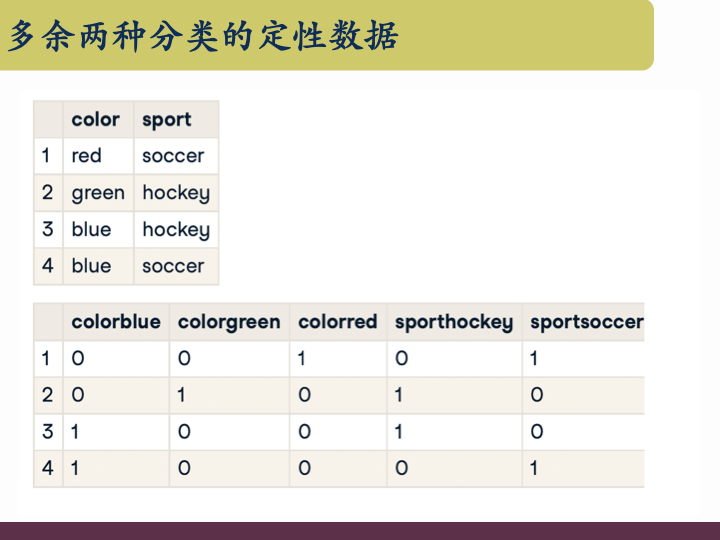 多余两种分类的定性数据
color sport
1 red soccer
2 green hockey
3 blue hockey
4 blue soccer
colorblue colorgreen colorred sporthockey sportsoccer
1 0 0 1 0 1
2 0 1 0 1 0
3 1 0 0 1 0
4 1 0 0 0 1